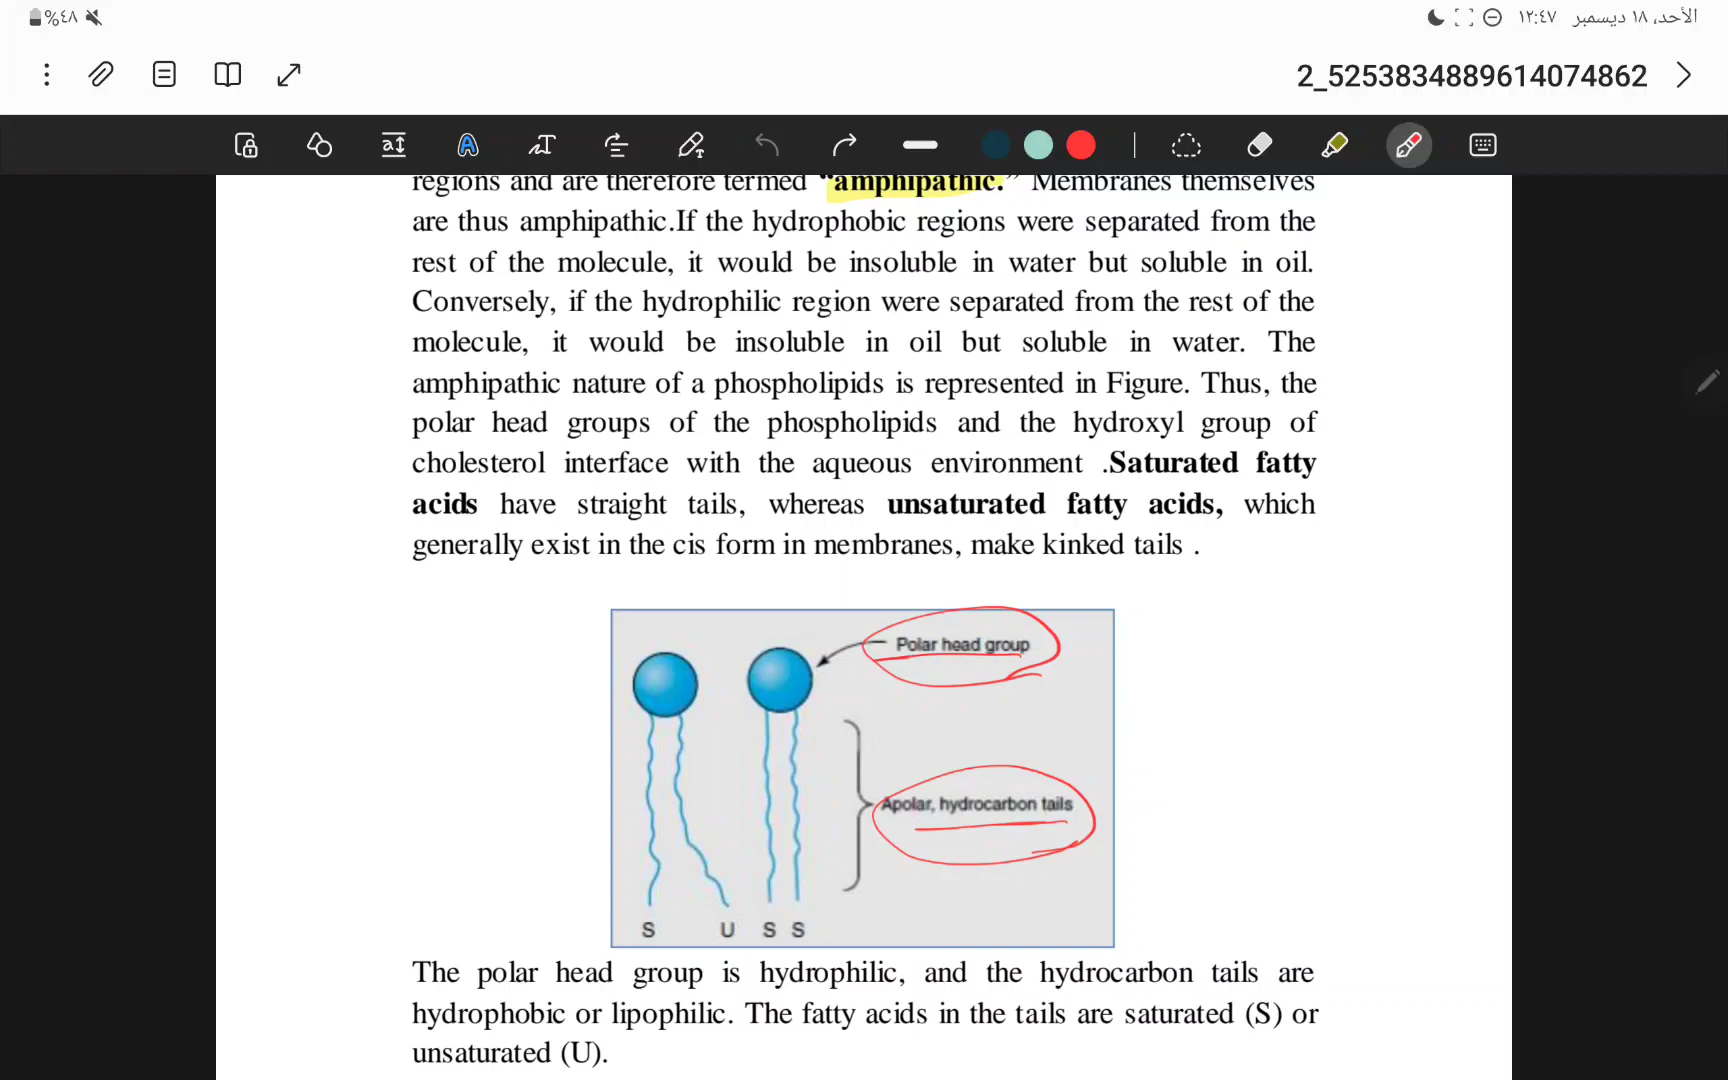 %٤٨
١٢:٤٧ الأحد، ١٨ ديسمبر
2_5253834889614074862
regions and are therefore termed “amphipathic.” Membranes themselves
are thus amphipathic.If the hydrophobic regions were separated from the
rest of the molecule, it would be insoluble in water but soluble in oil.
Conversely, if the hydrophilic region were separated from the rest of the
molecule, it would be insoluble in oil but soluble in water. The
amphipathic nature of a phospholipids is represented in Figure. Thus, the
polar head groups of the phospholipids and the hydroxyl group of
cholesterol interface with the aqueous environment .Saturated fatty
acids have straight tails, whereas unsaturated fatty acids, which
generally exist in the cis form in membranes, make kinked tails .
Polar head group
Apolar, hydrocarbon tails
S U S S
The polar head group is hydrophilic, and the hydrocarbon tails are
hydrophobic or lipophilic. The fatty acids in the tails are saturated (S) or
unsaturated (U).